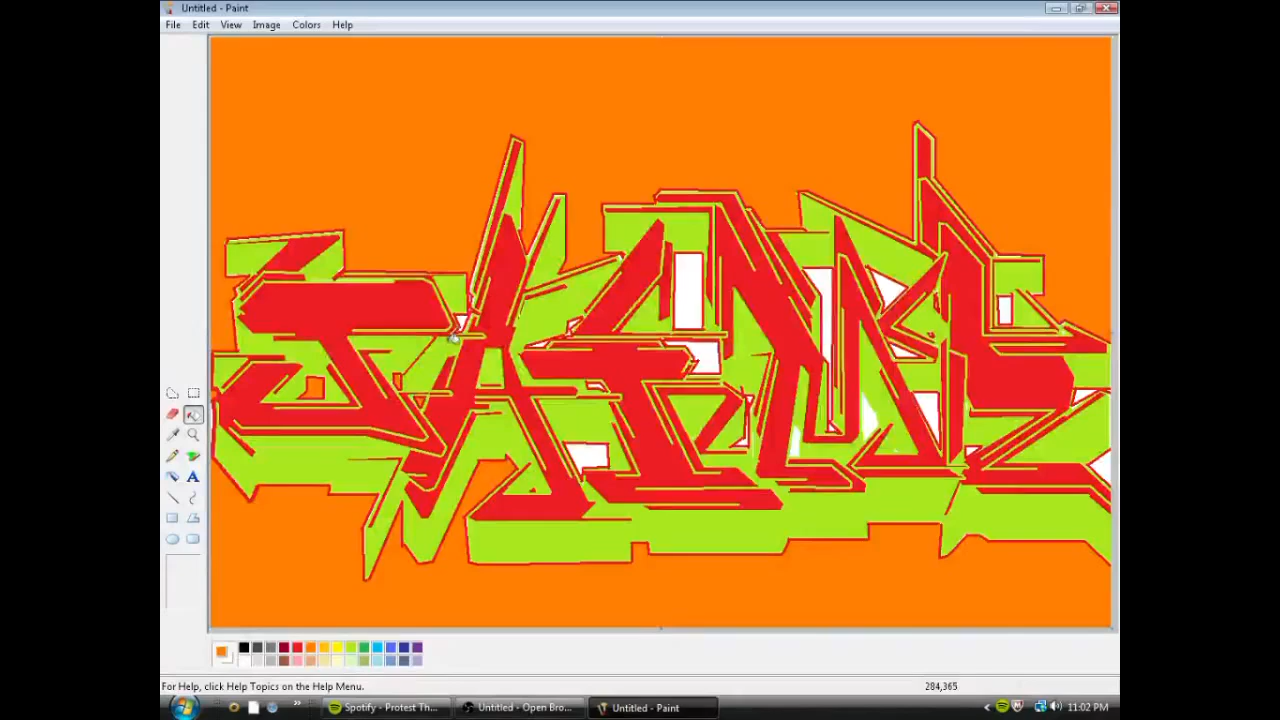 Untitled - Paint
File Edit View Image Colors Help
For Help, click Help Topics on the Help Menu.
284,365
Spotify - Protest Th...
Untitled - Open Bro...
Untitled - Paint
11:02 PM